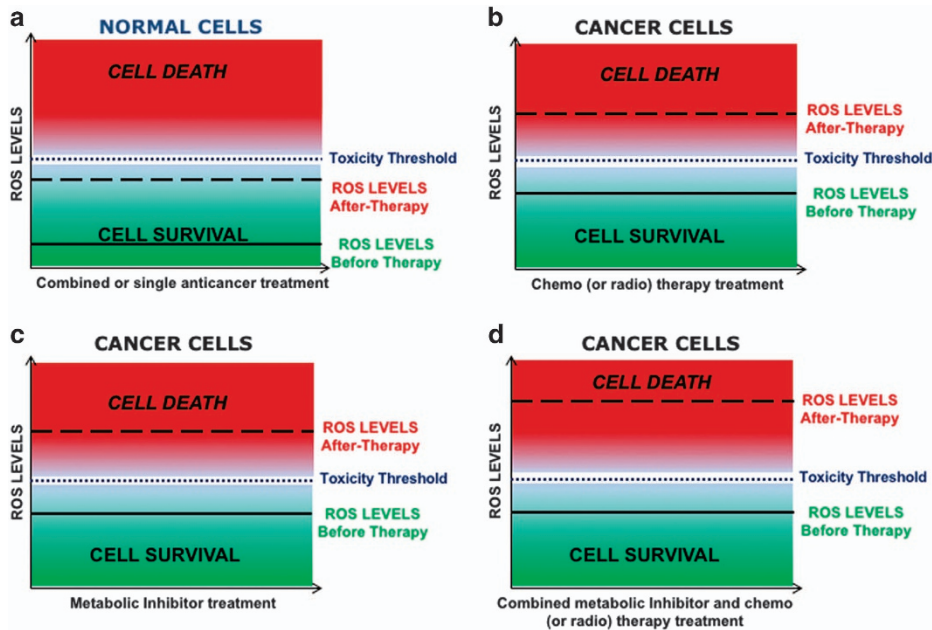 a
NORMAL CELLS
ROS LEVELS
CELL DEATH
Toxicity Threshold
ROS LEVELS
After-Therapy
CELL SURVIVAL
ROS LEVELS
Before Therapy
Combined or single anticancer treatment
b
CANCER CELLS
ROS LEVELS
CELL DEATH
ROS LEVELS
After-Therapy
Toxicity Threshold
ROS LEVELS
Before Therapy
CELL SURVIVAL
Chemo (or radio) therapy treatment
c
CANCER CELLS
ROS LEVELS
CELL DEATH
ROS LEVELS
After-Therapy
Toxicity Threshold
ROS LEVELS
Before Therapy
CELL SURVIVAL
Metabolic Inhibitor treatment
d
CANCER CELLS
ROS LEVELS
CELL DEATH
ROS LEVELS
After-Therapy
Toxicity Threshold
ROS LEVELS
Before Therapy
CELL SURVIVAL
Combined metabolic Inhibitor and chemo
(or radio) therapy treatment